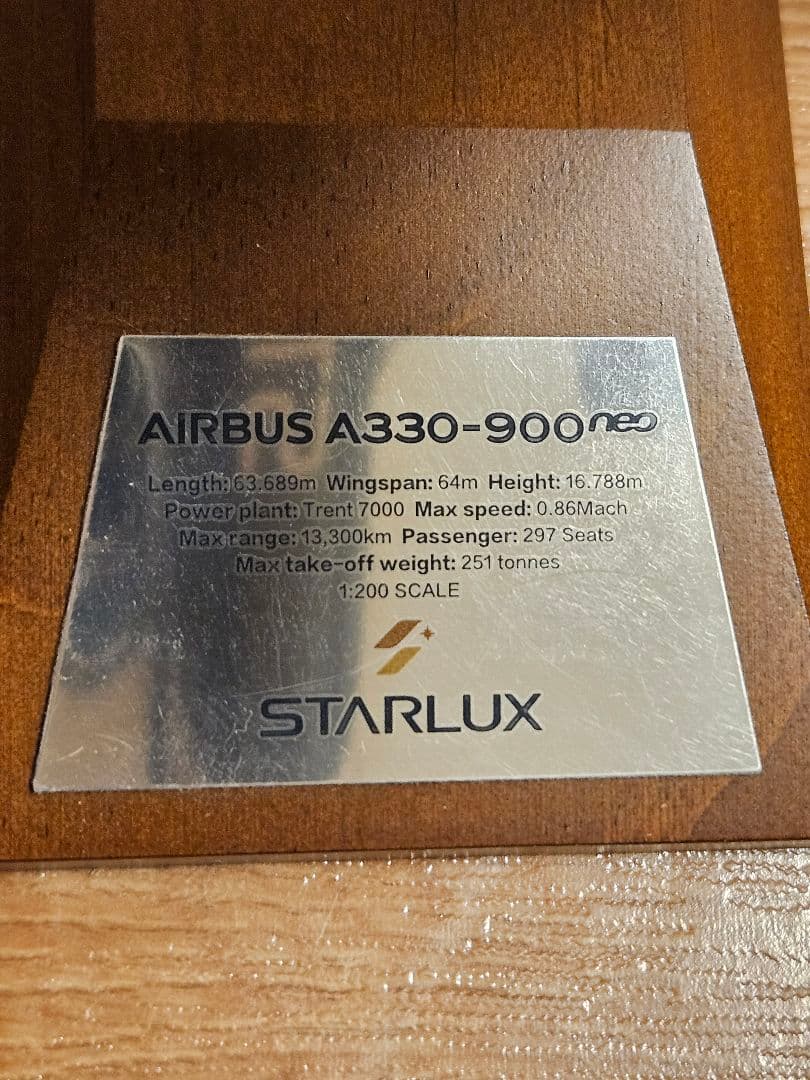 AIRBUS A330-900neo
Length: 63.689m Wingspan: 64m Height: 16.788m
Power plant: Trent 7000 Max speed: 0.86Mach
Max range: 13,300km Passenger: 297 Seats
Max take-off weight: 251 tonnes
1:200 SCALE
STARLUX